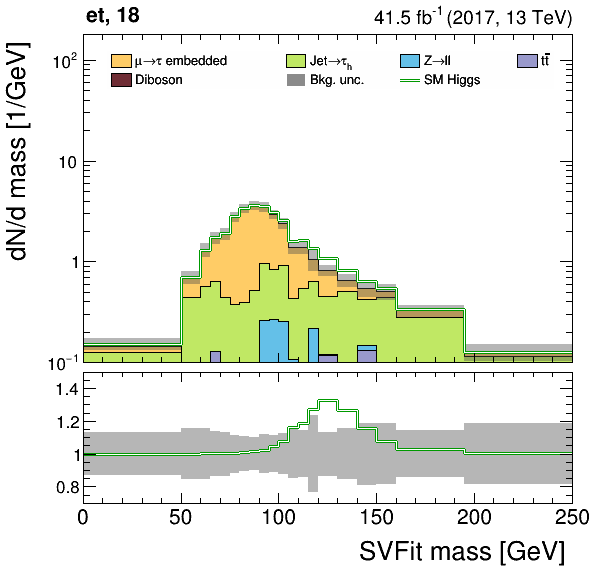 et, 18 41.5 fb⁻¹ (2017, 13 TeV)
dN/d mass [1/GeV]
10²
μ→τ embedded Jet→τₕ Z→ll tt̄
Diboson Bkg. unc. SM Higgs
10
1
10⁻¹
1.4
1.2
1
0.8
0 50 100 150 200 250
SVFit mass [GeV]